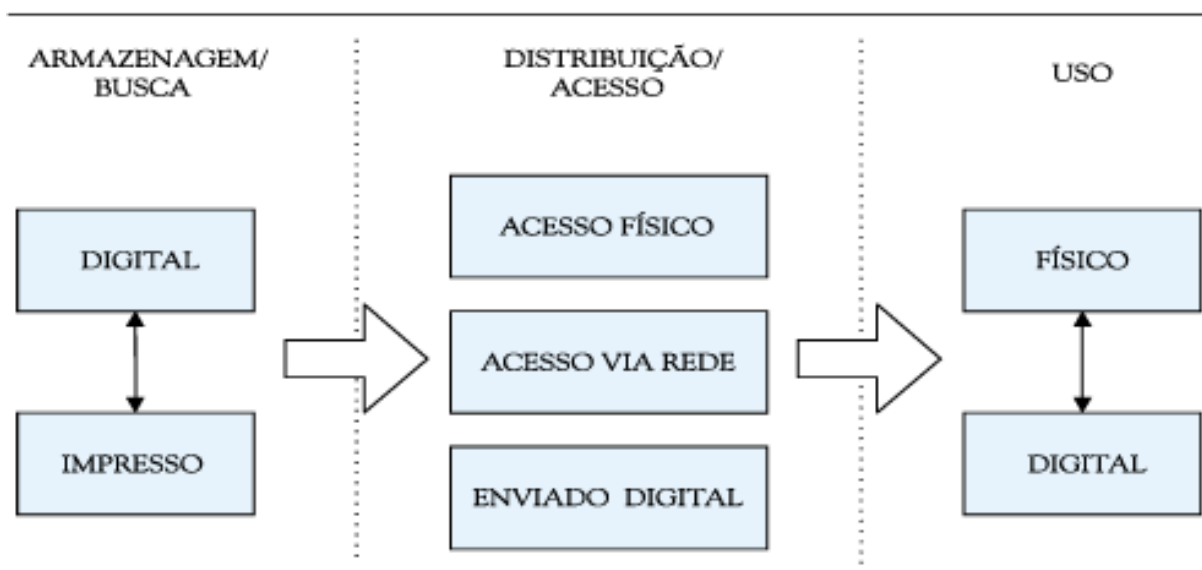 ARMAZENAGEM/
BUSCA
DISTRIBUIÇÃO/
ACESSO
USO
DIGITAL
IMPRESSO
ACESSO FÍSICO
ACESSO VIA REDE
ENVIADO DIGITAL
FÍSICO
DIGITAL